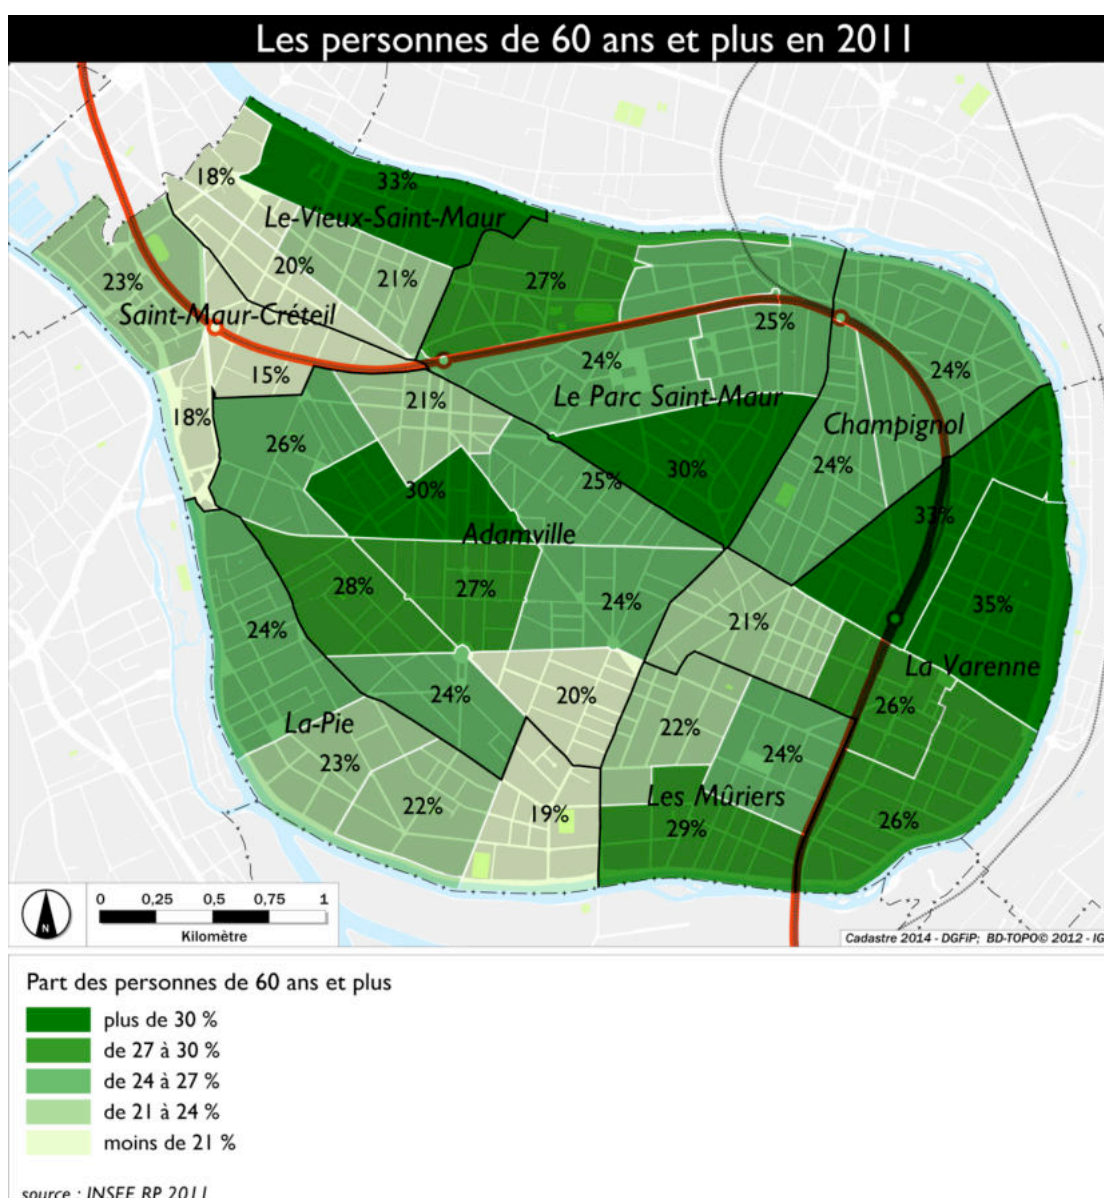 Les personnes de 60 ans et plus en 2011
18%
33%
Le-Vieux-Saint-Maur
20%
21%
27%
23%
Saint-Maur-Créteil
25%
24%
24%
15%
21%
Le Parc Saint-Maur
18%
26%
Champignol
30%
24%
30%
25%
33%
Adamville
28%
27%
24%
35%
24%
21%
La Varenne
24%
20%
26%
La-Pie
22%
24%
23%
Les Mûriers
22%
19%
29%
26%
N
0 0,25 0,5 0,75 1
Kilomètre
Cadastre 2014 - DGFiP; BD-TOPO© 2012 - IG
Part des personnes de 60 ans et plus
plus de 30 %
de 27 à 30 %
de 24 à 27 %
de 21 à 24 %
moins de 21 %
source : INSEE RP 2011